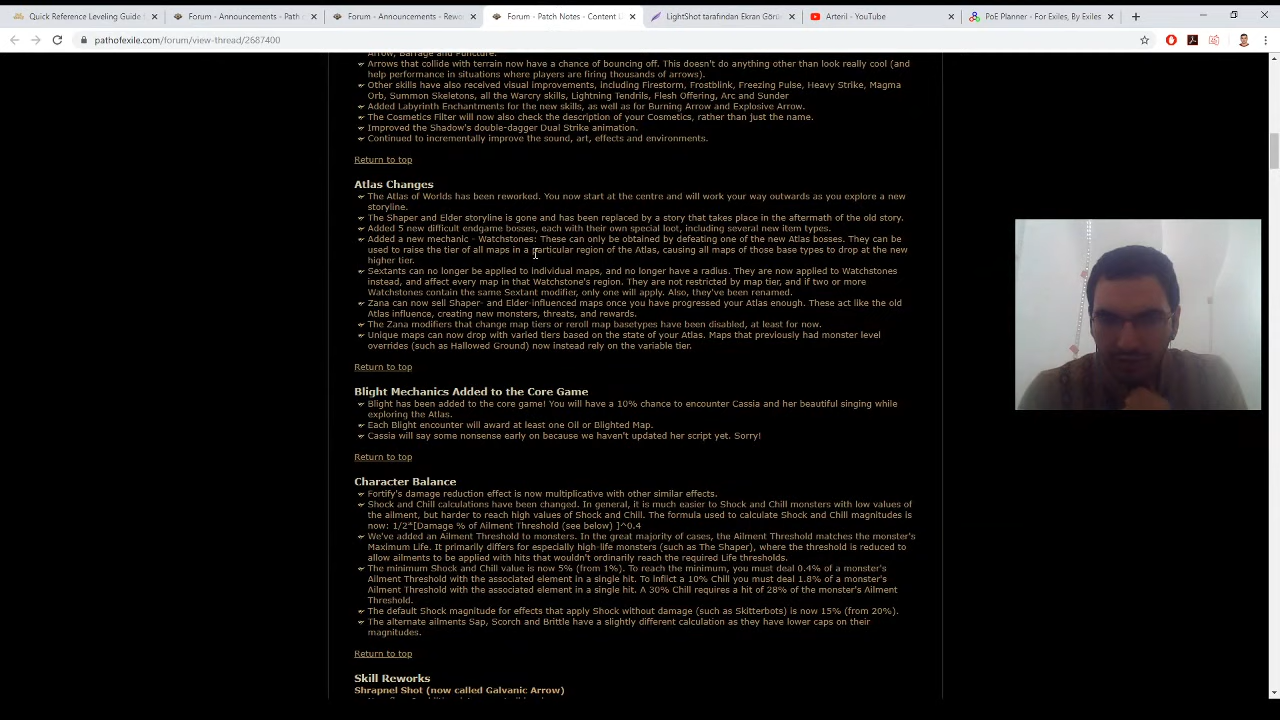 Quick Reference Leveling Guide
Forum - Announcements - Path
Forum - Announcements - Rewo
Forum - Patch Notes - Content
LightShot tarafından Ekran Görü
Arteril - YouTube
PoE Planner - For Exiles, By Exiles
pathofexile.com/forum/view-thread/2687400
Arrow, Barrage and Puncture.
Arrows that collide with terrain now have a chance of bouncing off. This doesn't do anything other than look really cool (and
help performance in situations where players are firing thousands of arrows).
Other skills have also received visual improvements, including Firestorm, Frostblink, Freezing Pulse, Heavy Strike, Magma
Orb, Summon Skeletons, all the Warcry skills, Lightning Tendrils, Flesh Offering, Arc and Sunder
Added Labyrinth Enchantments for the new skills, as well as for Burning Arrow and Explosive Arrow.
The Cosmetics Filter will now also check the description of your Cosmetics, rather than just the name.
Improved the Shadow's double-dagger Dual Strike animation.
Continued to incrementally improve the sound, art, effects and environments.
Return to top
Atlas Changes
The Atlas of Worlds has been reworked. You now start at the centre and will work your way outwards as you explore a new
storyline.
The Shaper and Elder storyline is gone and has been replaced by a story that takes place in the aftermath of the old story.
Added 5 new difficult endgame bosses, each with their own special loot, including several new item types.
Added a new mechanic - Watchstones: These can only be obtained by defeating one of the new Atlas bosses. They can be
used to raise the tier of all maps in a particular region of the Atlas, causing all maps of those base types to drop at the new
higher tier.
Sextants can no longer be applied to individual maps, and no longer have a radius. They are now applied to Watchstones
instead, and affect every map in that Watchstone's region. They are not restricted by map tier, and if two or more
Watchstones contain the same Sextant modifier, only one will apply. Also, they've been renamed.
Zana can now sell Shaper- and Elder-influenced maps once you have progressed your Atlas enough. These act like the old
Atlas influence, creating new monsters, threats, and rewards.
The Zana modifiers that change map tiers or reroll map basetypes have been disabled, at least for now.
Unique maps can now drop with varied tiers based on the state of your Atlas. Maps that previously had monster level
overrides (such as Hallowed Ground) now instead rely on the variable tier.
Return to top
Blight Mechanics Added to the Core Game
Blight has been added to the core game! You will have a 10% chance to encounter Cassia and her beautiful singing while
exploring the Atlas.
Each Blight encounter will award at least one Oil or Blighted Map.
Cassia will say some nonsense early on because we haven't updated her script yet. Sorry!
Return to top
Character Balance
Fortify's damage reduction effect is now multiplicative with other similar effects.
Shock and Chill calculations have been changed. In general, it is much easier to Shock and Chill monsters with low values of
the ailment, but harder to reach high values of Shock and Chill. The formula used to calculate Shock and Chill magnitudes is
now: 1/2*[Damage % of Ailment Threshold (see below) ]^0.4
We've added an Ailment Threshold to monsters. In the great majority of cases, the Ailment Threshold matches the monster's
Maximum Life. It primarily differs for especially high-life monsters (such as The Shaper), where the threshold is reduced to
allow ailments to be applied with hits that wouldn't ordinarily reach the required Life thresholds.
The minimum Shock and Chill value is now 5% (from 1%). To reach the minimum, you must deal 0.4% of a monster's
Ailment Threshold with the associated element in a single hit. To inflict a 10% Chill you must deal 1.8% of a monster's
Ailment Threshold with the associated element in a single hit. A 30% Chill requires a hit of 28% of the monster's Ailment
Threshold.
The default Shock magnitude for effects that apply Shock without damage (such as Skitterbots) is now 15% (from 20%).
The alternate ailments Sap, Scorch and Brittle have a slightly different calculation as they have lower caps on their
magnitudes.
Return to top
Skill Reworks
Shrapnel Shot (now called Galvanic Arrow)